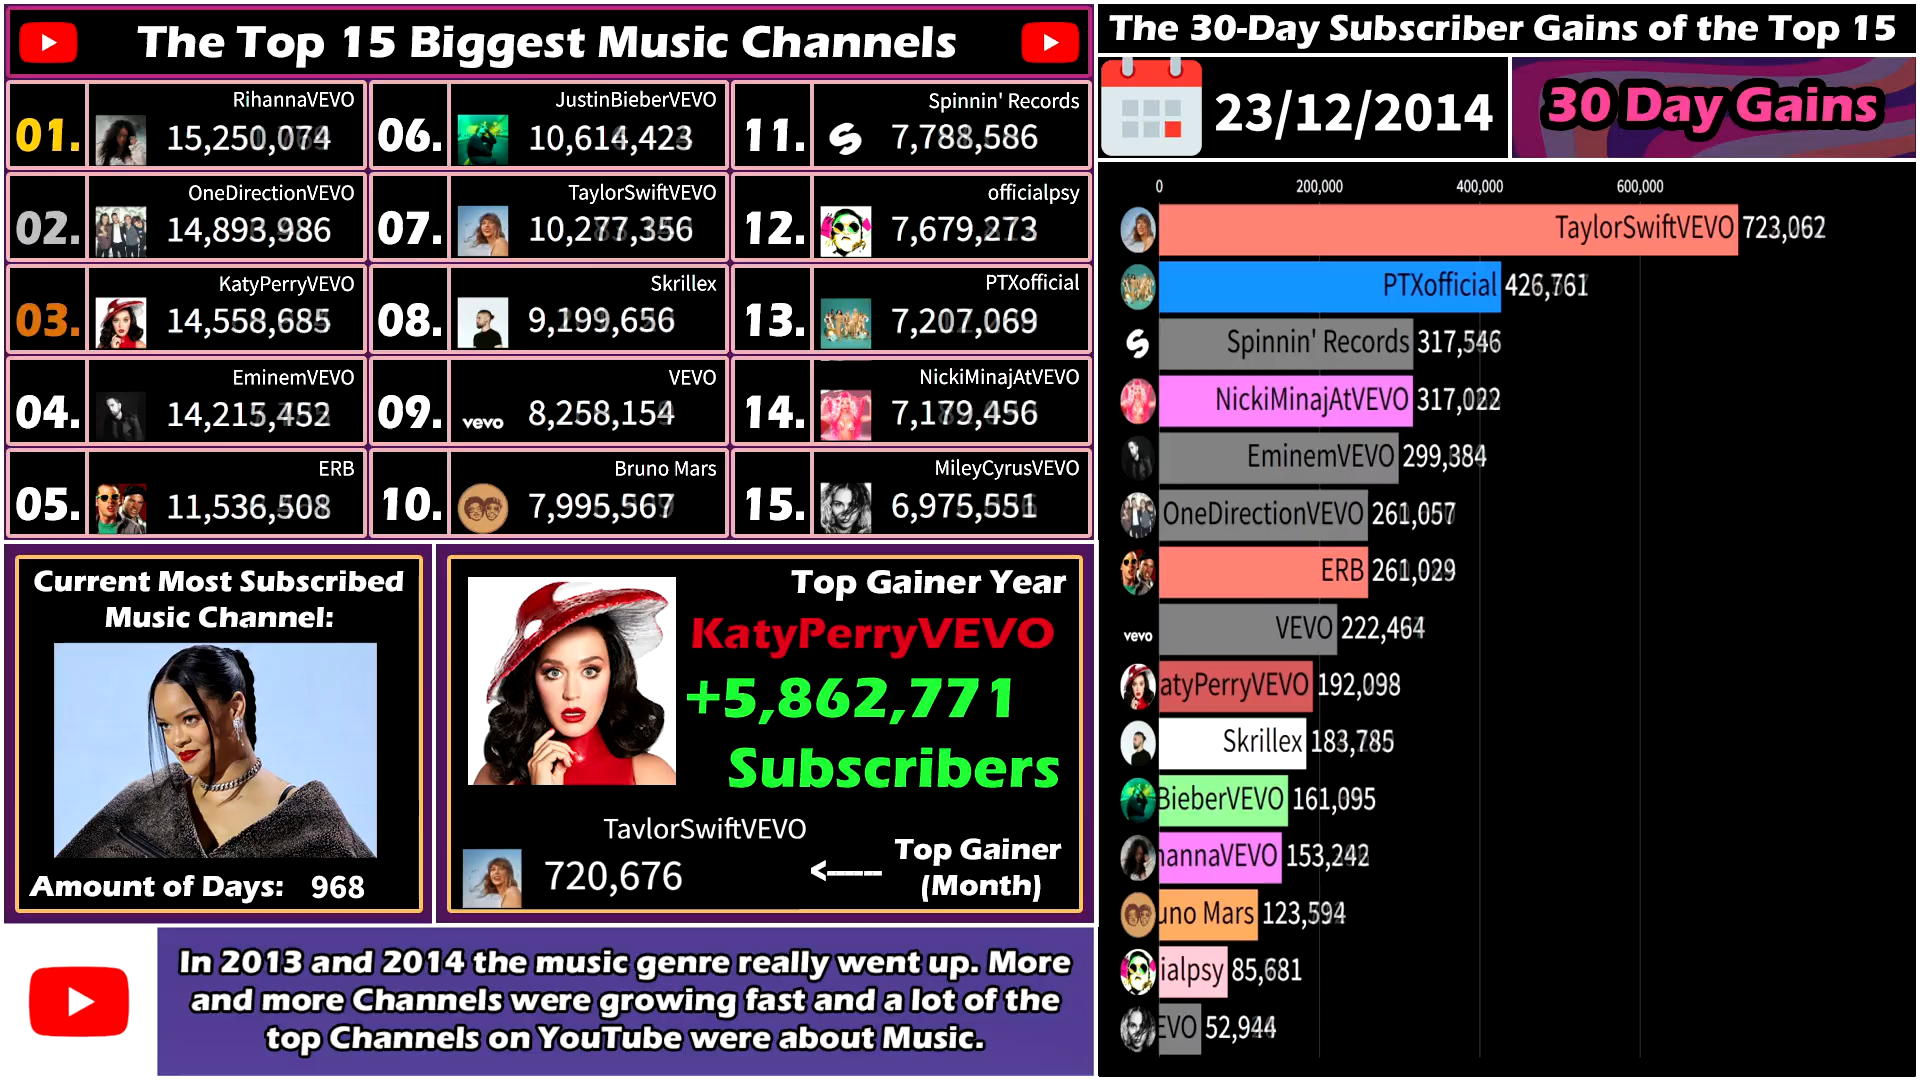 The Top 15 Biggest Music Channels
01.
RihannaVEVO
15,250,074
02.
OneDirectionVEVO
14,893,986
03.
KatyPerryVEVO
14,558,685
04.
EminemVEVO
14,215,452
05.
ERB
11,536,508
06.
JustinBieberVEVO
10,614,423
07.
TaylorSwiftVEVO
10,277,356
08.
Skrillex
9,199,656
09.
vevo
VEVO
8,258,154
10.
Bruno Mars
7,995,567
11.
Spinnin' Records
7,788,586
12.
officialpsy
7,679,273
13.
PTXofficial
7,207,069
14.
NickiMinajAtVEVO
7,179,456
15.
MileyCyrusVEVO
6,975,551
Current Most Subscribed
Music Channel:
Amount of Days: 968
Top Gainer Year
KatyPerryVEVO
+5,862,771
Subscribers
TaylorSwiftVEVO
720,676
<---- Top Gainer
(Month)
In 2013 and 2014 the music genre really went up. More
and more Channels were growing fast and a lot of the
top Channels on YouTube were about Music.
The 30-Day Subscriber Gains of the Top 15
23/12/2014
30 Day Gains
0 200,000 400,000 600,000
TaylorSwiftVEVO 723,062
PTXofficial 426,761
Spinnin' Records 317,546
NickiMinajAtVEVO 317,022
EminemVEVO 299,384
OneDirectionVEVO 261,057
ERB 261,029
vevo VEVO 222,464
atyPerryVEVO 192,098
Skrillex 183,785
BieberVEVO 161,095
hannaVEVO 153,242
uno Mars 123,594
ialpsy 85,681
EVO 52,944